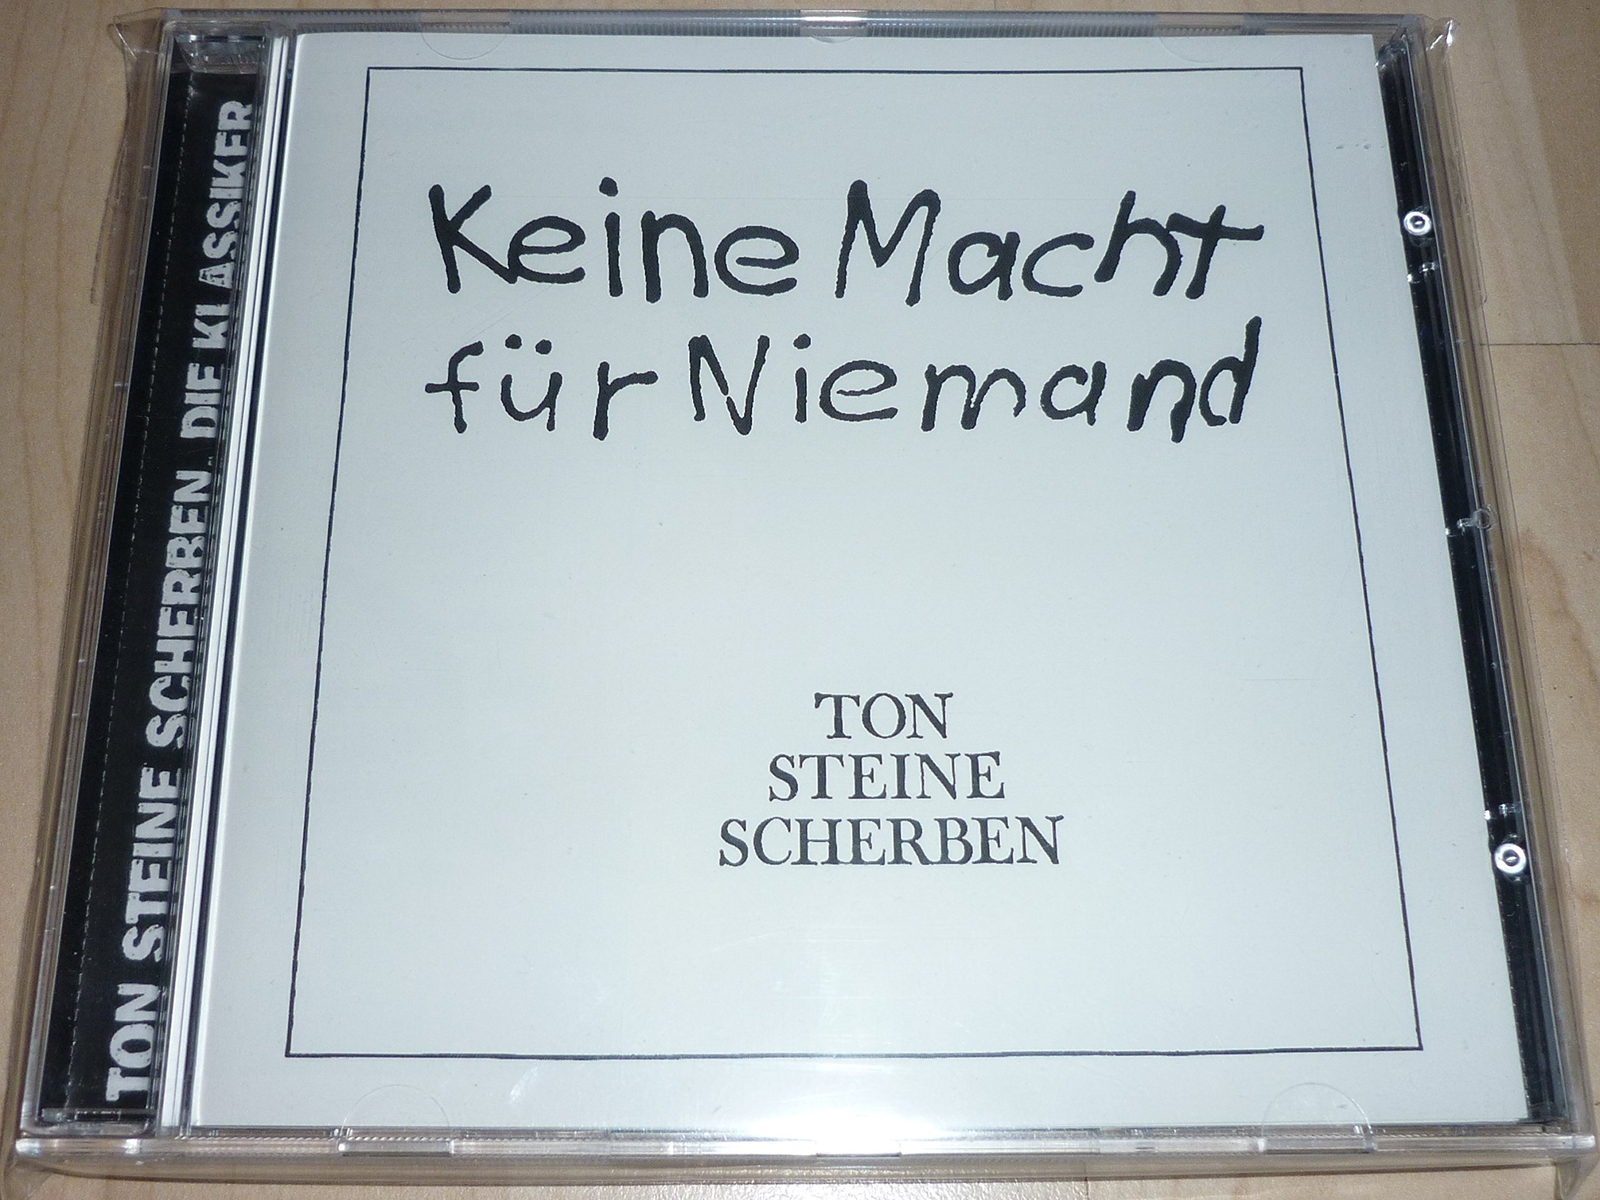 TON STEINE SCHERBEN. DIE KLASSIKER
Keine Macht
für Niemand
TON
STEINE
SCHERBEN